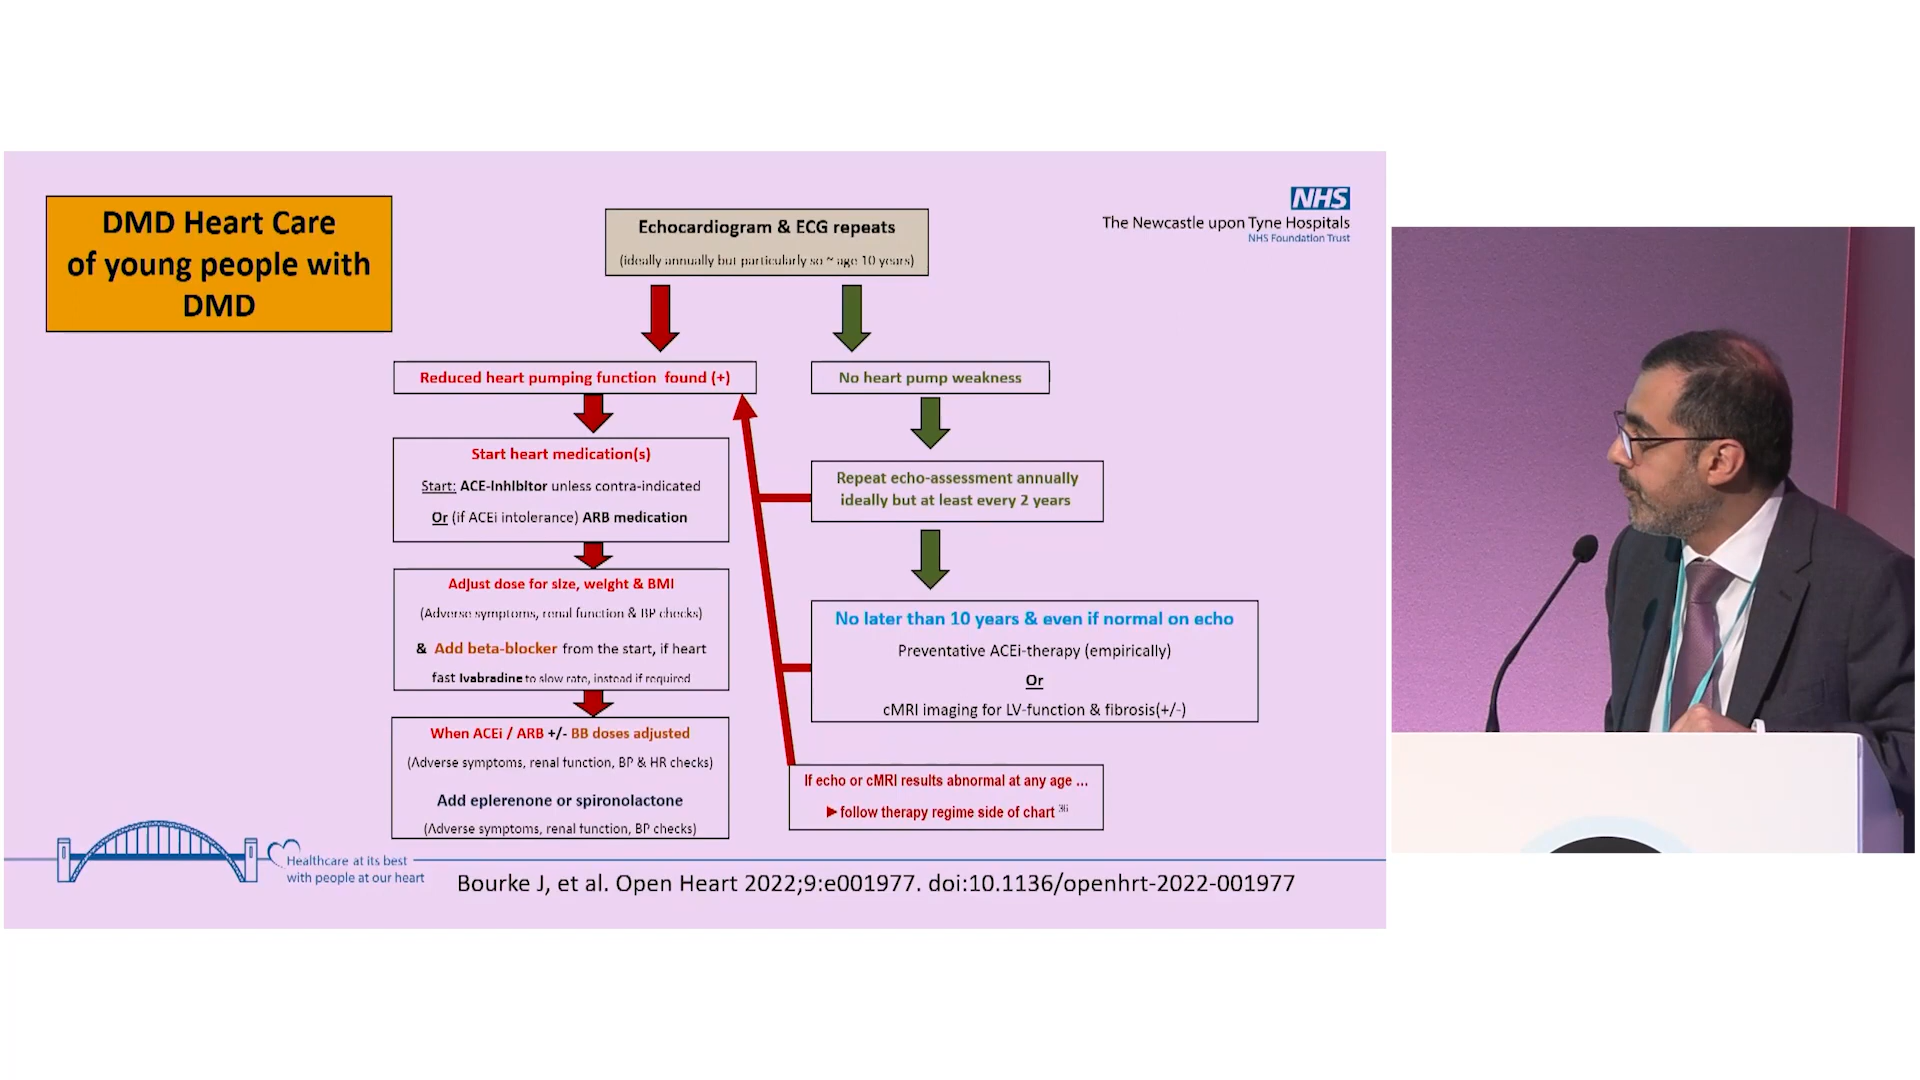 DMD Heart Care
of young people with
DMD
NHS
The Newcastle upon Tyne Hospitals
NHS Foundation Trust
Echocardiogram & ECG repeats
(ideally annually but particularly so ~ age 10 years)
Reduced heart pumping function found (+)
Start heart medication(s)
Start: ACE-Inhibitor unless contra-indicated
Or (if ACEi intolerance) ARB medication
Adjust dose for size, weight & BMI
(Adverse symptoms, renal function & BP checks)
& Add beta-blocker from the start, if heart
fast Ivabradine to slow rate, instead if required
When ACEi / ARB +/- BB doses adjusted
(Adverse symptoms, renal function, BP & HR checks)
Add eplerenone or spironolactone
(Adverse symptoms, renal function, BP checks)
No heart pump weakness
Repeat echo-assessment annually
ideally but at least every 2 years
No later than 10 years & even if normal on echo
Preventative ACEi-therapy (empirically)
Or
cMRI imaging for LV-function & fibrosis(+/-)
If echo or cMRI results abnormal at any age ...
►follow therapy regime side of chart 36
Healthcare at its best
with people at our heart
Bourke J, et al. Open Heart 2022;9:e001977. doi:10.1136/openhrt-2022-001977